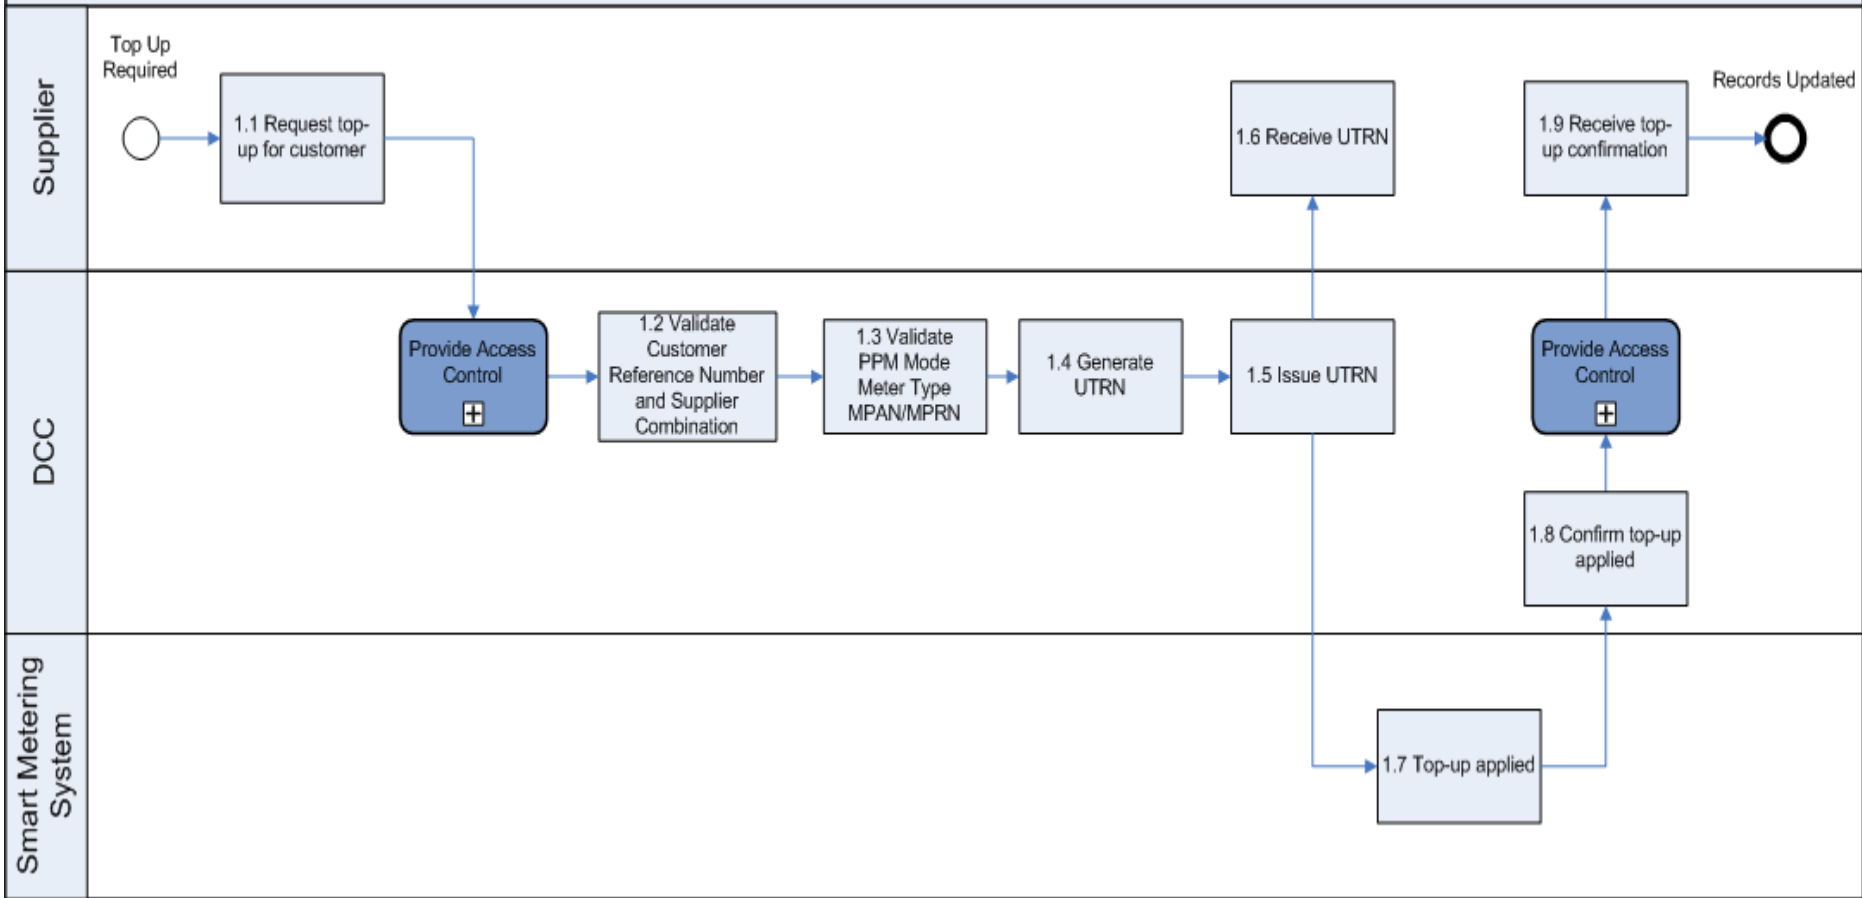 Supplier
Top Up
Required
1.1 Request top-
up for customer
1.6 Receive UTRN
1.9 Receive top-
up confirmation
Records Updated
DCC
Provide Access
Control
1.2 Validate
Customer
Reference Number
and Supplier
Combination
1.3 Validate
PPM Mode
Meter Type
MPAN/MPRN
1.4 Generate
UTRN
1.5 Issue UTRN
Provide Access
Control
1.8 Confirm top-up
applied
Smart Metering
System
1.7 Top-up applied